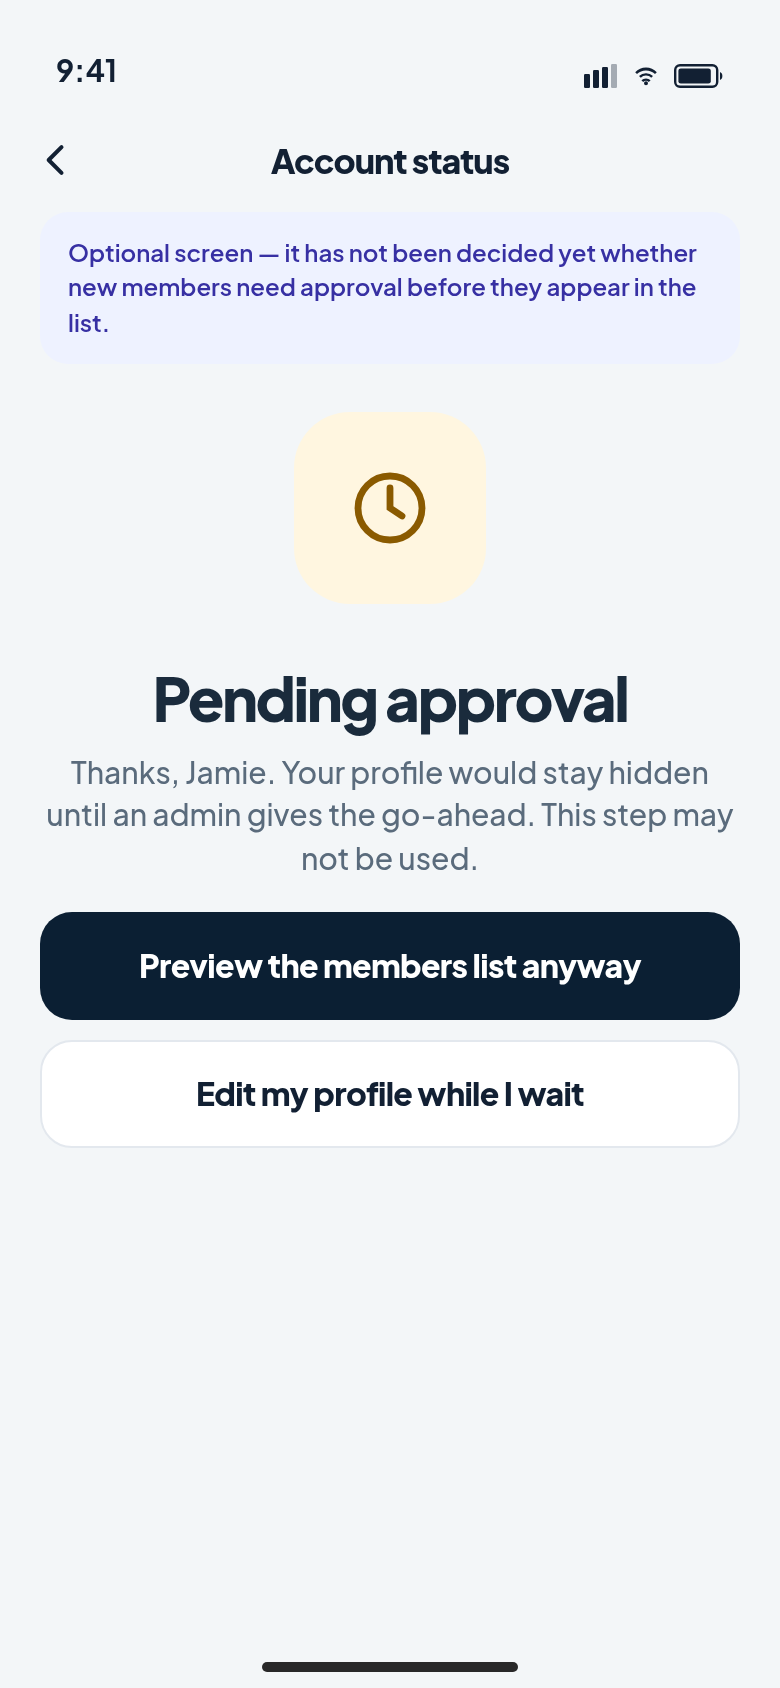 9:41
Account status
Optional screen — it has not been decided yet whether
new members need approval before they appear in the
list.
Pending approval
Thanks, Jamie. Your profile would stay hidden
until an admin gives the go-ahead. This step may
not be used.
Preview the members list anyway
Edit my profile while I wait